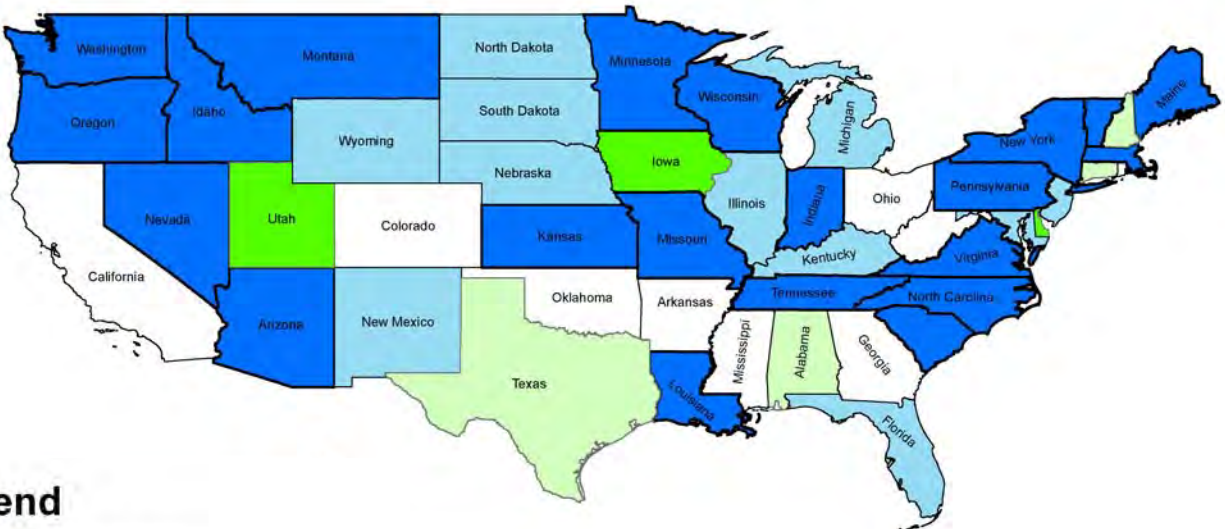 Washington
Montana
North Dakota
Minnesota
Maine
Oregon
Idaho
South Dakota
Wisconsin
Michigan
New York
Wyoming
Nebraska
Iowa
Pennsylvania
Nevada
Utah
Colorado
Kansas
Missouri
Illinois
Indiana
Ohio
Kentucky
Virginia
California
Arizona
New Mexico
Oklahoma
Arkansas
Tennessee
North Carolina
Texas
Louisiana
Mississippi
Alabama
Georgia
Florida
end